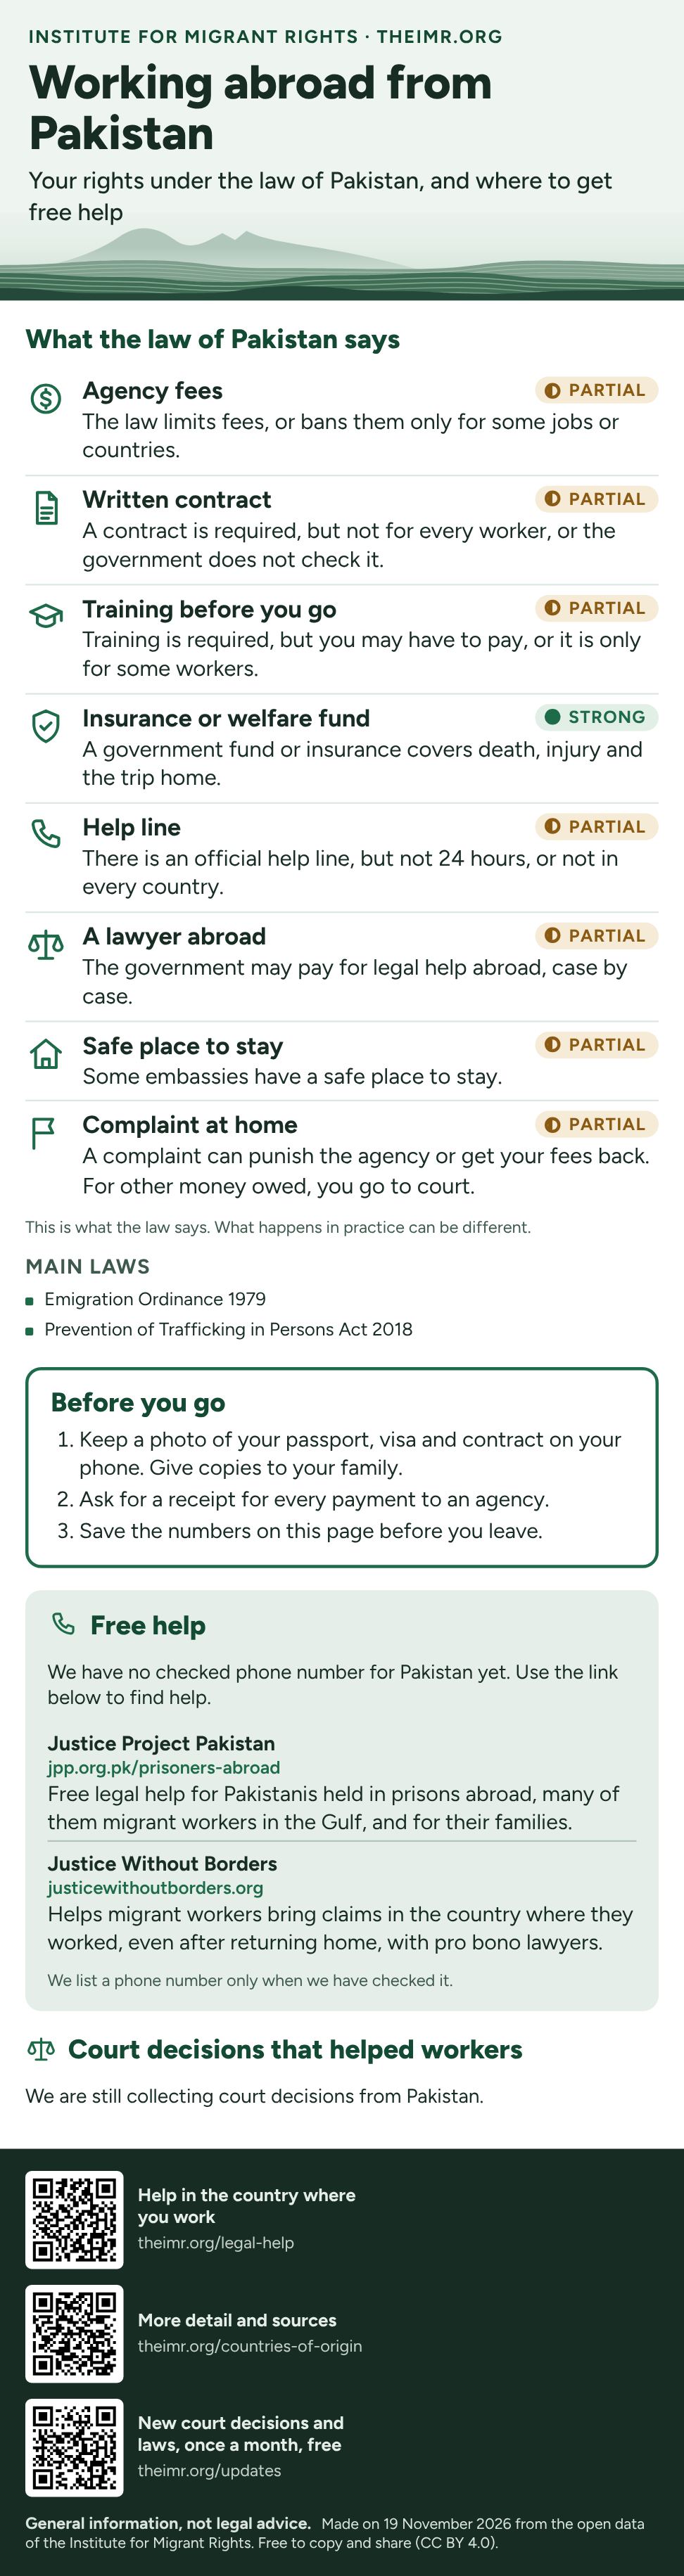 INSTITUTE FOR MIGRANT RIGHTS · THEIMR.ORG
Working abroad from
Pakistan
Your rights under the law of Pakistan, and where to get
free help
What the law of Pakistan says
Agency fees
PARTIAL
The law limits fees, or bans them only for some jobs or
countries.
Written contract
PARTIAL
A contract is required, but not for every worker, or the
government does not check it.
Training before you go
PARTIAL
Training is required, but you may have to pay, or it is only
for some workers.
Insurance or welfare fund
STRONG
A government fund or insurance covers death, injury and
the trip home.
Help line
PARTIAL
There is an official help line, but not 24 hours, or not in
every country.
A lawyer abroad
PARTIAL
The government may pay for legal help abroad, case by
case.
Safe place to stay
PARTIAL
Some embassies have a safe place to stay.
Complaint at home
PARTIAL
A complaint can punish the agency or get your fees back.
For other money owed, you go to court.
This is what the law says. What happens in practice can be different.
MAIN LAWS
Emigration Ordinance 1979
Prevention of Trafficking in Persons Act 2018
Before you go
1. Keep a photo of your passport, visa and contract on your
phone. Give copies to your family.
2. Ask for a receipt for every payment to an agency.
3. Save the numbers on this page before you leave.
Free help
We have no checked phone number for Pakistan yet. Use the link
below to find help.
Justice Project Pakistan
jpp.org.pk/prisoners-abroad
Free legal help for Pakistanis held in prisons abroad, many of
them migrant workers in the Gulf, and for their families.
Justice Without Borders
justicewithoutborders.org
Helps migrant workers bring claims in the country where they
worked, even after returning home, with pro bono lawyers.
We list a phone number only when we have checked it.
Court decisions that helped workers
We are still collecting court decisions from Pakistan.
Help in the country where
you work
theimr.org/legal-help
More detail and sources
theimr.org/countries-of-origin
New court decisions and
laws, once a month, free
theimr.org/updates
General information, not legal advice. Made on 19 November 2026 from the open data
of the Institute for Migrant Rights. Free to copy and share (CC BY 4.0).